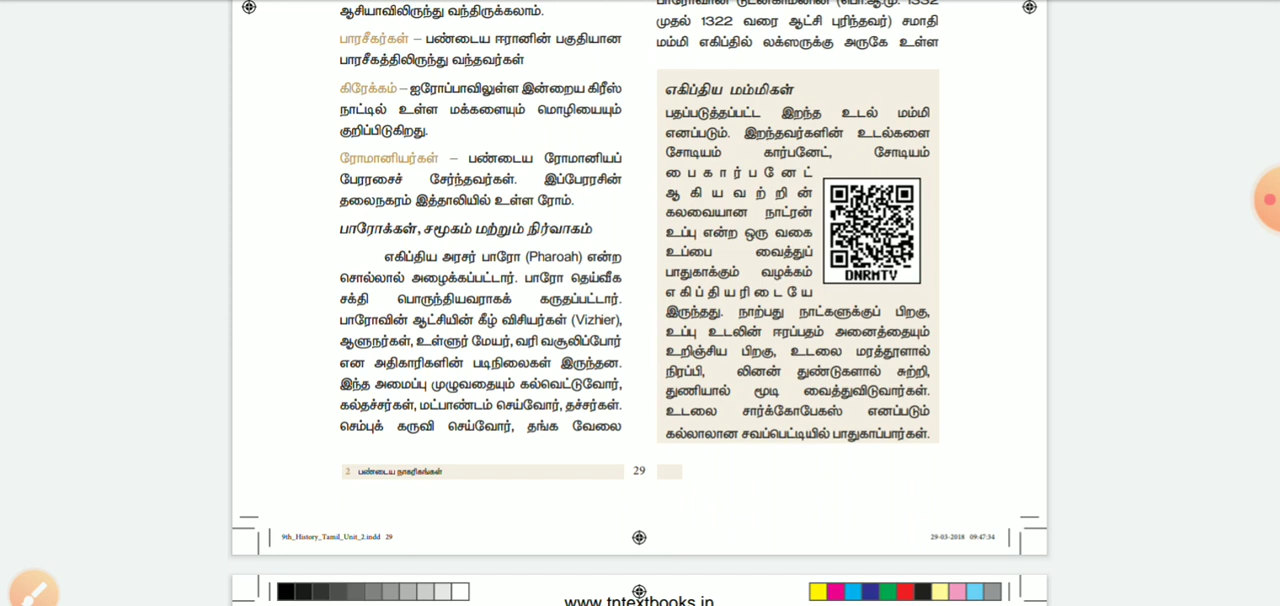 ஆசியாவிலிருந்து வந்திருக்கலாம்.
பாரசீகர்கள் – பண்டைய ஈரானின் பகுதியான
பாரசீகத்திலிருந்து வந்தவர்கள்
கிரேக்கம் – ஐரோப்பாவிலுள்ள இன்றைய கிரீஸ்
நாட்டில் உள்ள மக்களையும் மொழியையும்
குறிப்பிடுகிறது.
ரோமானியர்கள் – பண்டைய ரோமானியப்
பேரரசைச் சேர்ந்தவர்கள். இப்பேரரசின்
தலைநகரம் இத்தாலியில் உள்ள ரோம்.
பாரோக்கள், சமூகம் மற்றும் நிர்வாகம்
எகிப்திய அரசர் பாரோ (Pharoah) என்ற
சொல்லால் அழைக்கப்பட்டார். பாரோ தெய்வீக
சக்தி பொருந்தியவராகக் கருதப்பட்டார்.
பாரோவின் ஆட்சியின் கீழ் விசியர்கள் (Vizhier),
ஆளுநர்கள், உள்ளூர் மேயர், வரி வசூலிப்போர்
என அதிகாரிகளின் படிநிலைகள் இருந்தன.
இந்த அமைப்பு முழுவதையும் கல்வெட்டுவோர்,
கல்தச்சர்கள், மட்பாண்டம் செய்வோர், தச்சர்கள்.
செம்புக் கருவி செய்வோர், தங்க வேலை
முதல் 1322 வரை ஆட்சி புரிந்தவர்) சமாதி
மம்மி எகிப்தில் லக்ஸருக்கு அருகே உள்ள
எகிப்திய மம்மிகள்
பதப்படுத்தப்பட்ட இறந்த உடல் மம்மி
எனப்படும். இறந்தவர்களின் உடல்களை
சோடியம் கார்பனேட், சோடியம்
பைகார்பனேட்
ஆகியவற்றின்
கலவையான நாட்ரன்
உப்பு என்ற ஒரு வகை
உப்பை வைத்துப்
பாதுகாக்கும் வழக்கம்
எகிப்தியரிடையே
இருந்தது. நாற்பது நாட்களுக்குப் பிறகு,
உப்பு உடலின் ஈரப்பதம் அனைத்தையும்
உறிஞ்சிய பிறகு, உடலை மரத்தூளால்
நிரப்பி, லினன் துண்டுகளால் சுற்றி,
துணியால் மூடி வைத்துவிடுவார்கள்.
உடலை சார்க்கோபேகஸ் எனப்படும்
கல்லாலான சவப்பெட்டியில் பாதுகாப்பார்கள்.
DNRMTV
2 பண்டைய நாகரிகங்கள்
29
9th_History_Tamil_Unit_2.indd 29
29-03-2018 09:47:34
www.tntextbooks.in